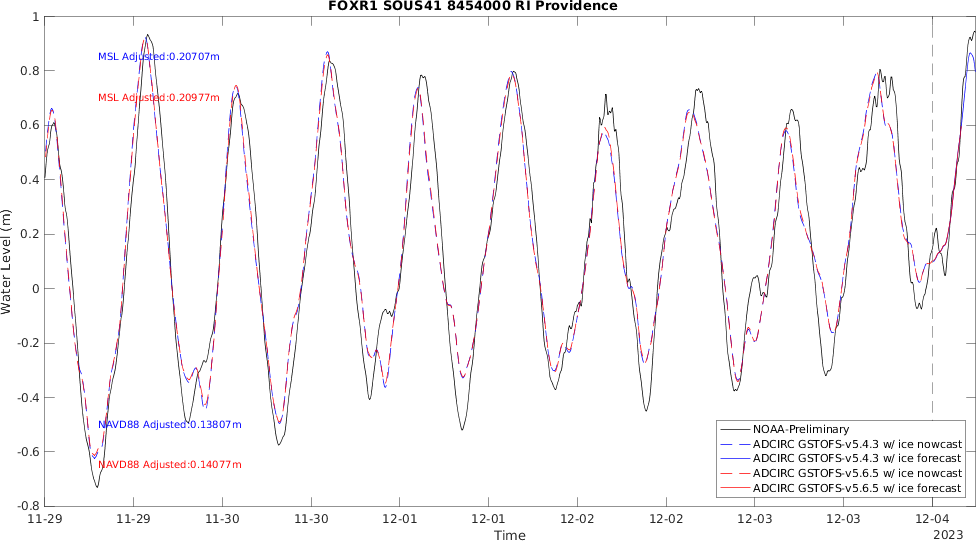 FOXR1 SOUS41 8454000 RI Providence
1
0.8
0.6
0.4
0.2
0
-0.2
-0.4
-0.6
-0.8
Water Level (m)
MSL Adjusted:0.20707m
MSL Adjusted:0.20977m
NAVD88 Adjusted:0.13807m
NAVD88 Adjusted:0.14077m
NOAA-Preliminary
ADCIRC GSTOFS-v5.4.3 w/ ice nowcast
ADCIRC GSTOFS-v5.4.3 w/ ice forecast
ADCIRC GSTOFS-v5.6.5 w/ ice nowcast
ADCIRC GSTOFS-v5.6.5 w/ ice forecast
11-29 11-29 11-30 11-30 12-01 12-01 12-02 12-02 12-03 12-03 12-04
2023
Time